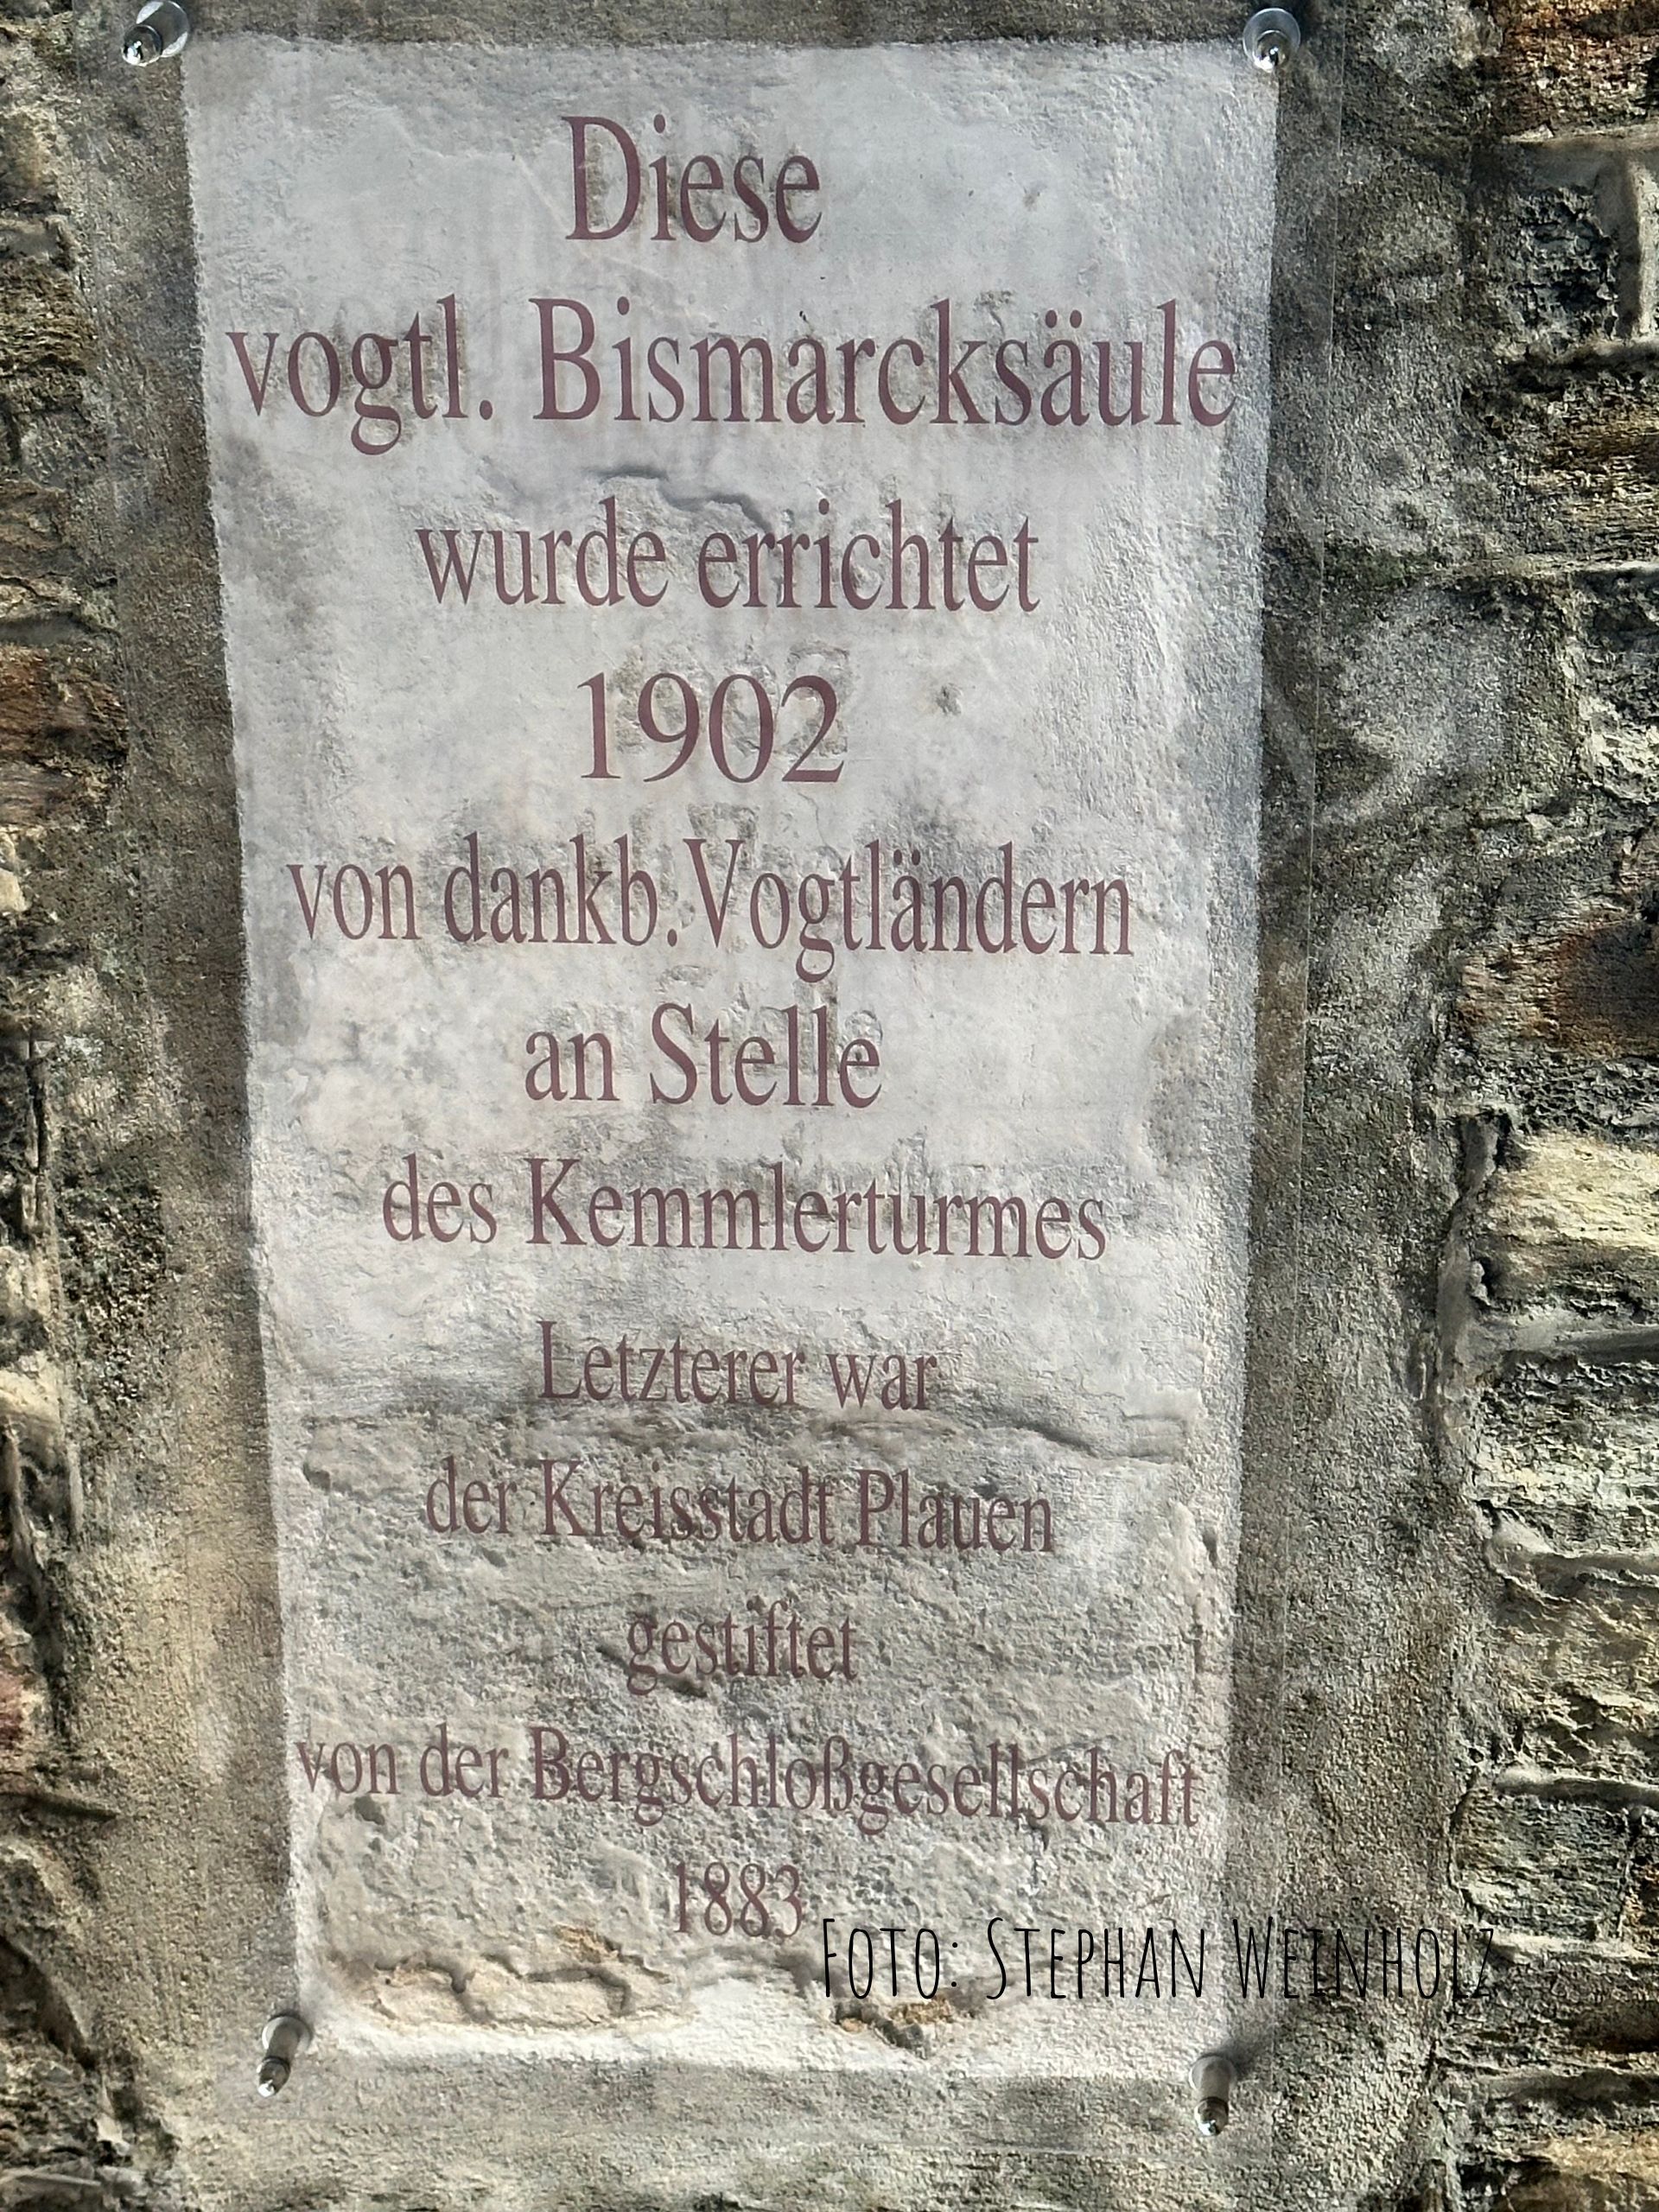 Diese
vogtl. Bismarcksäule
wurde errichtet
1902
von dankb. Vogtländern
an Stelle
des Kemmlerturmes
Letzterer war
der Kreisstadt Plauen
gestiftet
von der Bergschloßgesellschaft
1883
Foto: Stephan Weinholz